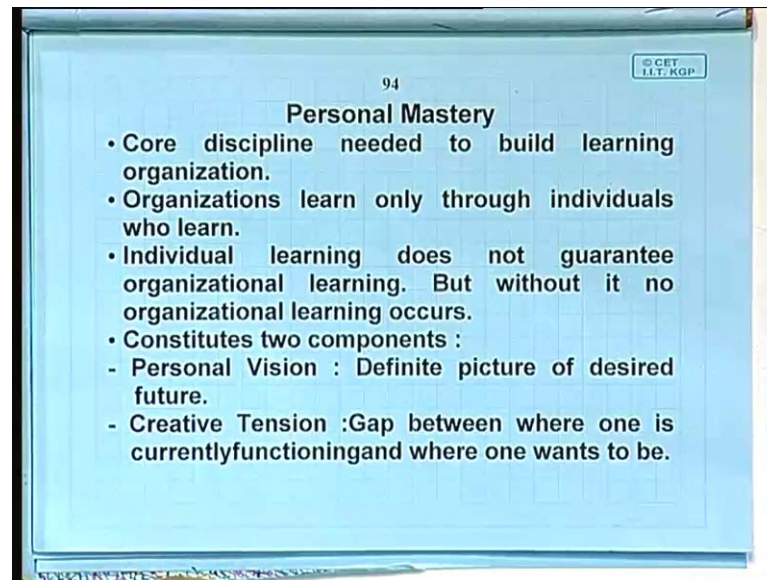 © CET
I.I.T. KGP
94
Personal Mastery
• Core discipline needed to build learning
organization.
• Organizations learn only through individuals
who learn.
• Individual learning does not guarantee
organizational learning. But without it no
organizational learning occurs.
• Constitutes two components :
- Personal Vision : Definite picture of desired
future.
- Creative Tension :Gap between where one is
currentlyfunctioningand where one wants to be.